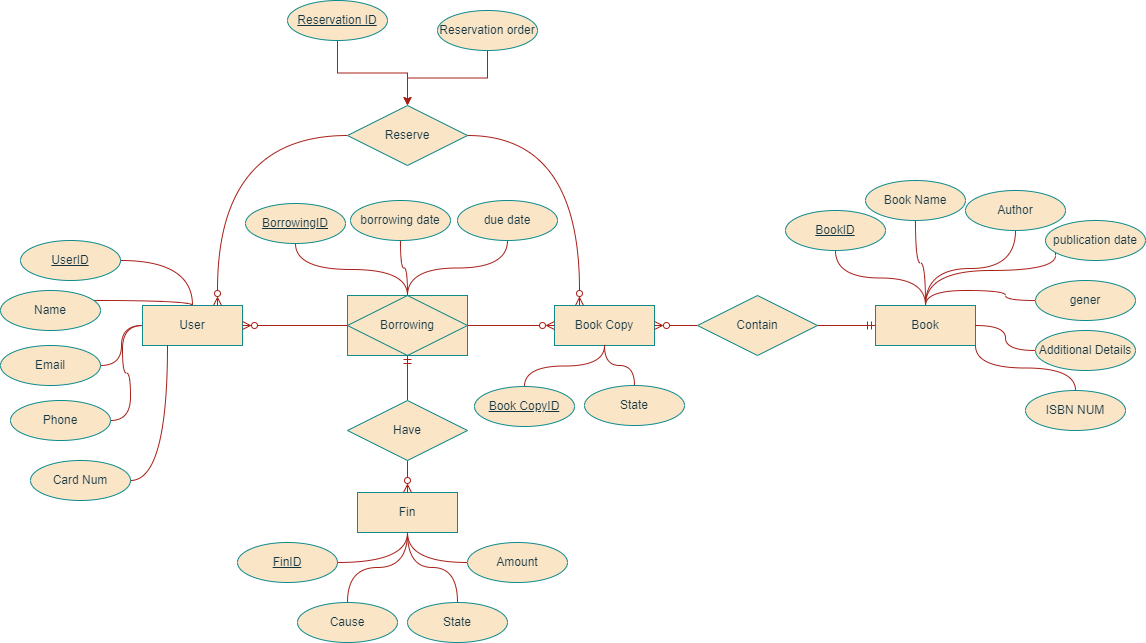 Reservation ID
Reservation order
Reserve
Book Name
Author
BorrowingID
borrowing date
due date
BookID
publication date
UserID
Name
gener
User
Borrowing
Book Copy
Contain
Book
Additional Details
Email
Book CopyID
State
ISBN NUM
Phone
Have
Card Num
Fin
FinID
Amount
Cause
State